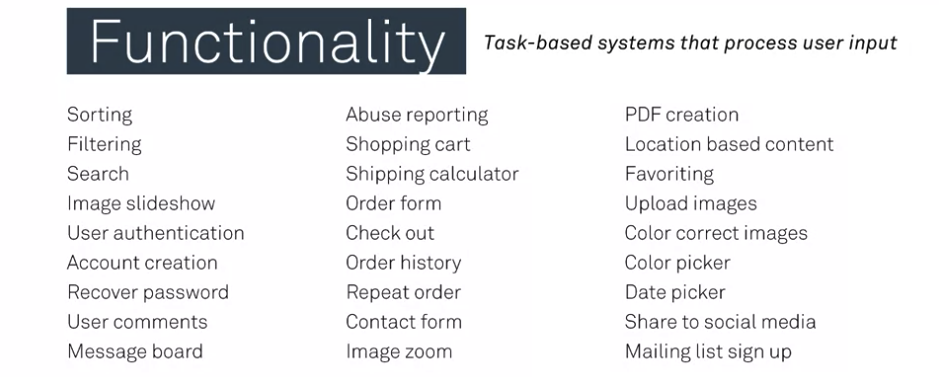 Functionality
Task-based systems that process user input
Sorting
Filtering
Search
Image slideshow
User authentication
Account creation
Recover password
User comments
Message board
Abuse reporting
Shopping cart
Shipping calculator
Order form
Check out
Order history
Repeat order
Contact form
Image zoom
PDF creation
Location based content
Favoriting
Upload images
Color correct images
Color picker
Date picker
Share to social media
Mailing list sign up